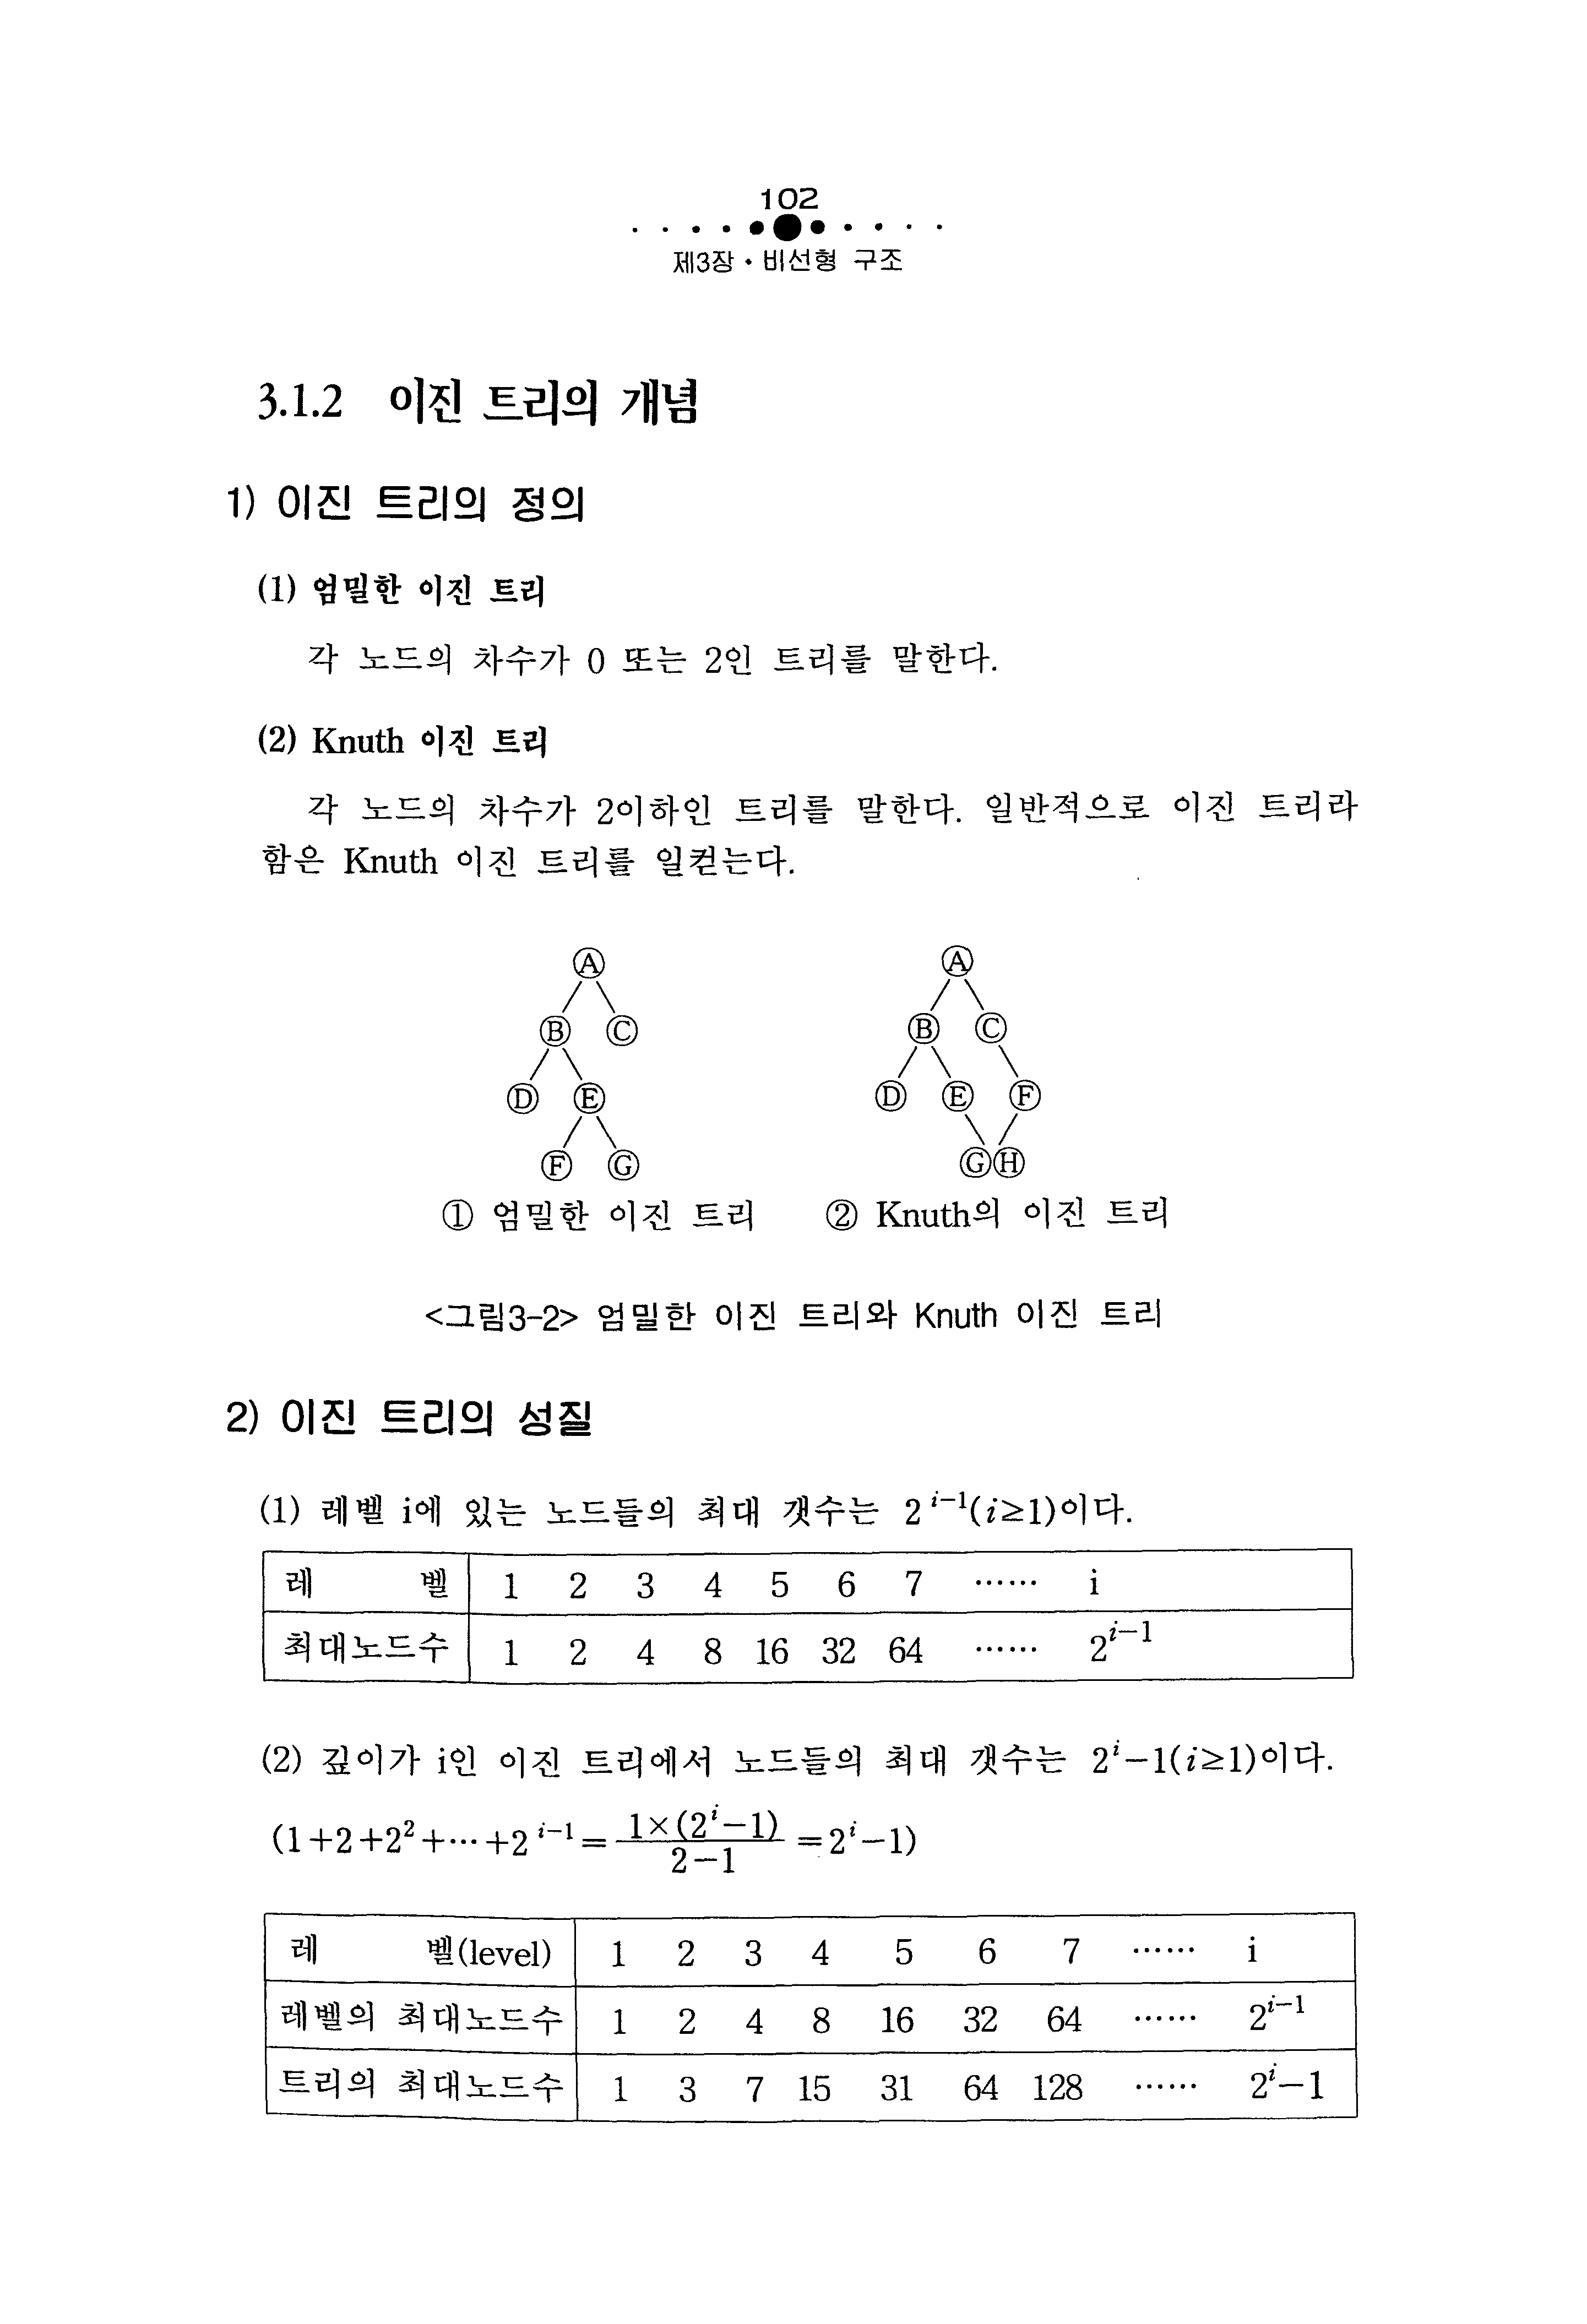 102
제3장 • 비선형 구조
3.1.2 이진 트리의 개념
1) 이진 트리의 정의
(1) 엄밀한 이진 트리
각 노드의 차수가 0 또는 2인 트리를 말한다.
(2) Knuth 이진 트리
각 노드의 차수가 2이하인 트리를 말한다. 일반적으로 이진 트리라
함은 Knuth 이진 트리를 일컫는다.
Ⓐ Ⓐ
Ⓑ Ⓒ Ⓑ Ⓒ
Ⓓ Ⓔ Ⓓ Ⓔ Ⓕ
Ⓕ Ⓖ ⒼⒽ
① 엄밀한 이진 트리 ② Knuth의 이진 트리
<그림3-2> 엄밀한 이진 트리와 Knuth 이진 트리
2) 이진 트리의 성질
(1) 레벨 i에 있는 노드들의 최대 갯수는 2^{i-1}(i≥1)이다.
레 벨 1 2 3 4 5 6 7 ⋯⋯ i
최대노드수 1 2 4 8 16 32 64 ⋯⋯ 2^{i-1}
(2) 깊이가 i인 이진 트리에서 노드들의 최대 갯수는 2^i-1(i≥1)이다.
(1+2+2²+⋯+2^{i-1}=\frac{1×(2^i-1)}{2-1}=2^i-1)
레 벨(level) 1 2 3 4 5 6 7 ⋯⋯ i
레벨의 최대노드수 1 2 4 8 16 32 64 ⋯⋯ 2^{i-1}
트리의 최대노드수 1 3 7 15 31 64 128 ⋯⋯ 2^i-1